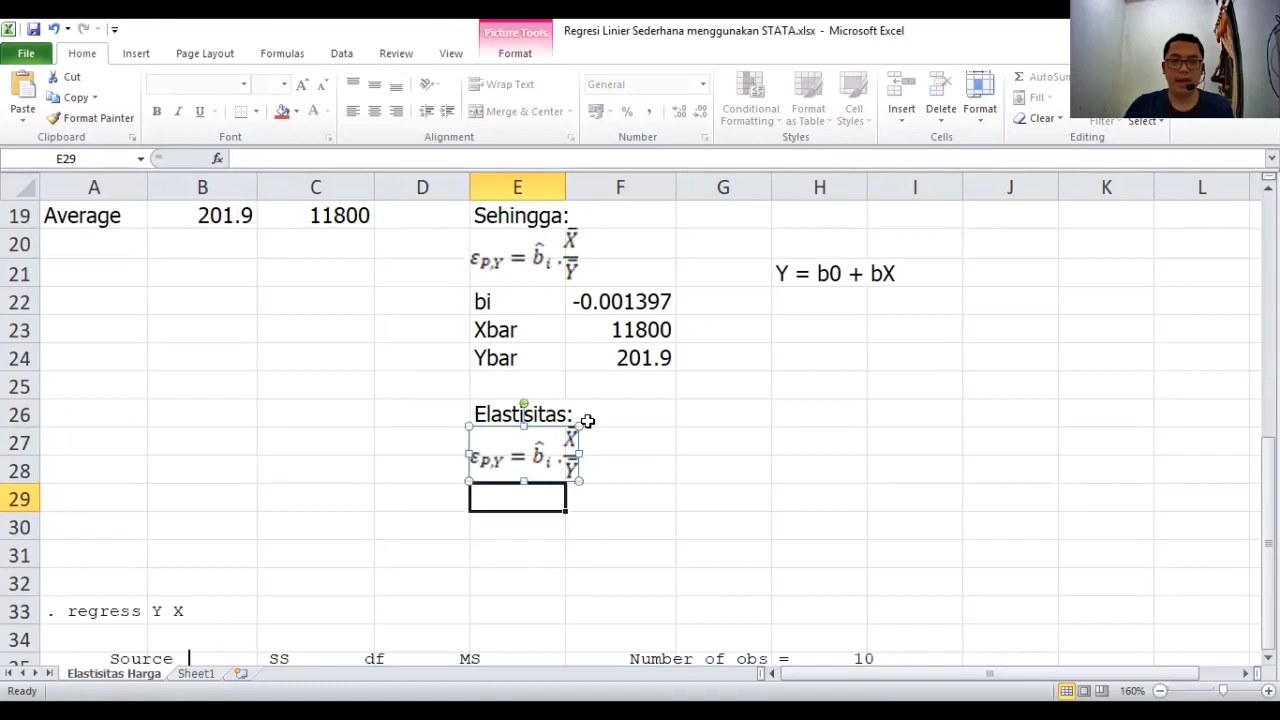 Picture Tools
Regresi Linier Sederhana menggunakan STATA.xlsx - Microsoft Excel
File Home Insert Page Layout Formulas Data Review View Format
Cut
Copy
Format Painter
Paste
Clipboard
B I U A A A
Font
Wrap Text
Merge & Center
Alignment
General
% ,
Number
Conditional Formatting
Format as Table
Cell Styles
Styles
Insert Delete Format
Cells
AutoSum
Fill
Clear
Filter Select
Editing
E29 fx
A B C D E F G H I J K L
19 Average 201.9 11800 Sehingga:
20
21 Y = b0 + bX
ε P,Y = b̂ i . X̄ / Ȳ
22 bi -0.001397
23 Xbar 11800
24 Ybar 201.9
25
26 Elastisitas:
27
28
ε P,Y = b̂ i . X̄ / Ȳ
29
30
31
32
33 . regress Y X
34
Source | SS df MS Number of obs = 10
Elastisitas Harga Sheet1
Ready 160%